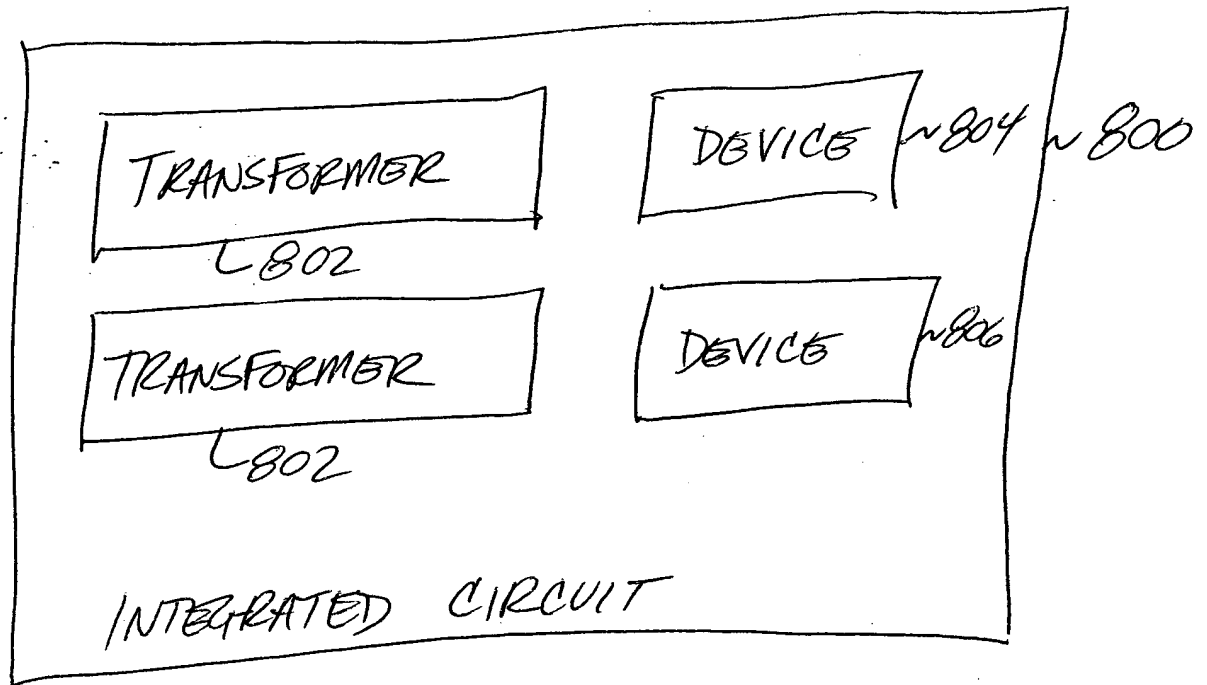 TRANSFORMER
802
DEVICE
804
800
TRANSFORMER
802
DEVICE
806
INTEGRATED CIRCUIT